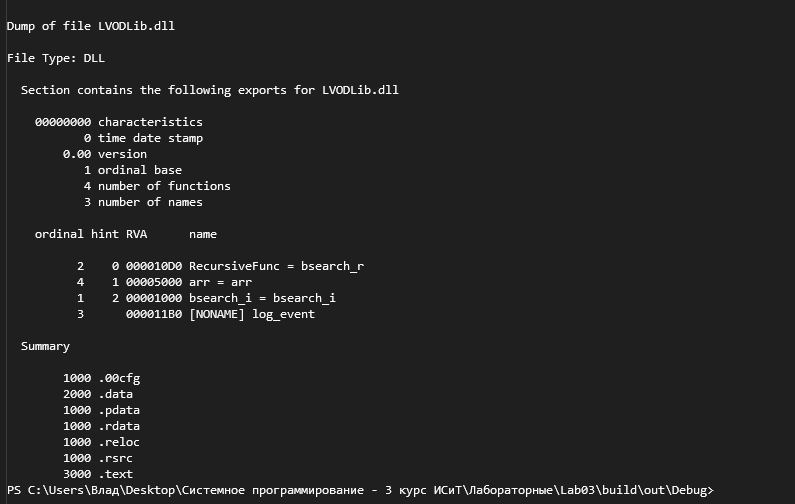 Dump of file LVODLib.dll
File Type: DLL
Section contains the following exports for LVODLib.dll
00000000 characteristics
0 time date stamp
0.00 version
1 ordinal base
4 number of functions
3 number of names
ordinal hint RVA name
2 0 000010D0 RecursiveFunc = bsearch_r
4 1 00005000 arr = arr
1 2 00001000 bsearch_i = bsearch_i
3 000011B0 [NONAME] log_event
Summary
1000 .00cfg
2000 .data
1000 .pdata
1000 .rdata
1000 .reloc
1000 .rsrc
3000 .text
PS C:\Users\Влад\Desktop\Системное программирование - 3 курс ИСиТ\Лабораторные\Lab03\build\out\Debug>